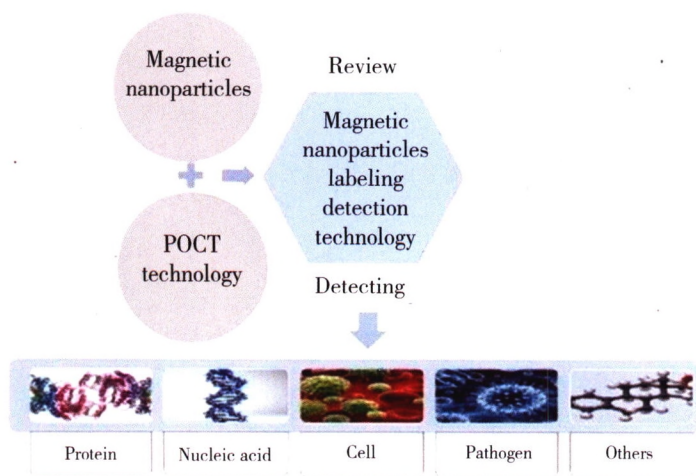 Magnetic
nanoparticles
+
POCT
technology
Review
Magnetic
nanoparticles
labeling
detection
technology
Detecting
Protein
Nucleic acid
Cell
Pathogen
Others